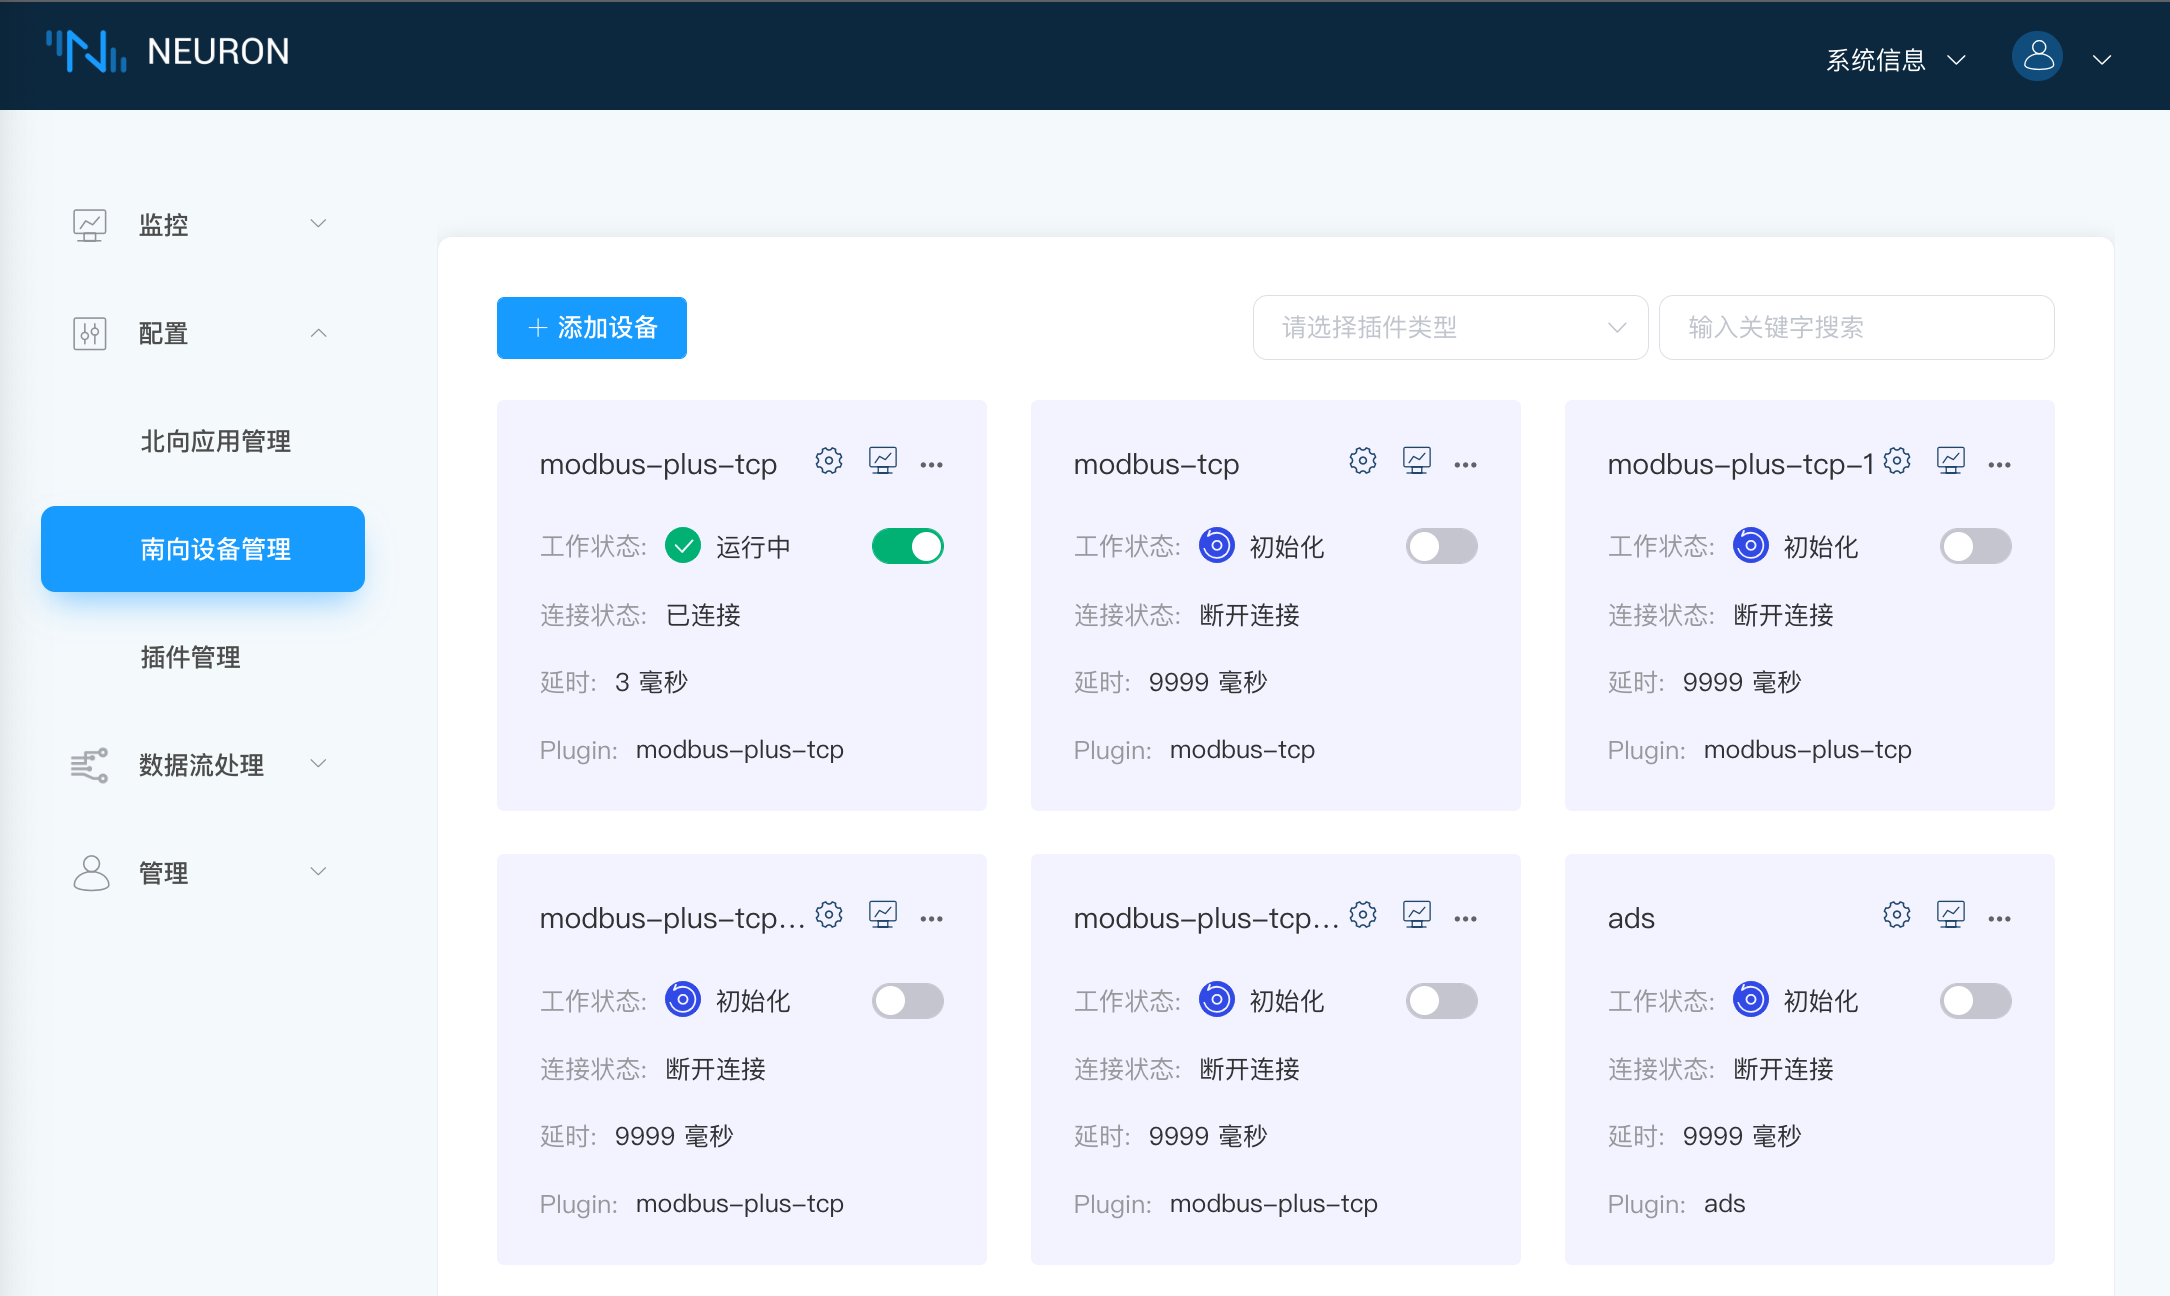 NEURON
系统信息
监控
配置
北向应用管理
南向设备管理
插件管理
数据流处理
管理
添加设备
请选择插件类型
输入关键字搜索
modbus-plus-tcp
工作状态: 运行中
连接状态: 已连接
延时: 3 毫秒
Plugin: modbus-plus-tcp
modbus-tcp
工作状态: 初始化
连接状态: 断开连接
延时: 9999 毫秒
Plugin: modbus-tcp
modbus-plus-tcp-1
工作状态: 初始化
连接状态: 断开连接
延时: 9999 毫秒
Plugin: modbus-plus-tcp
modbus-plus-tcp...
工作状态: 初始化
连接状态: 断开连接
延时: 9999 毫秒
Plugin: modbus-plus-tcp
modbus-plus-tcp...
工作状态: 初始化
连接状态: 断开连接
延时: 9999 毫秒
Plugin: modbus-plus-tcp
ads
工作状态: 初始化
连接状态: 断开连接
延时: 9999 毫秒
Plugin: ads